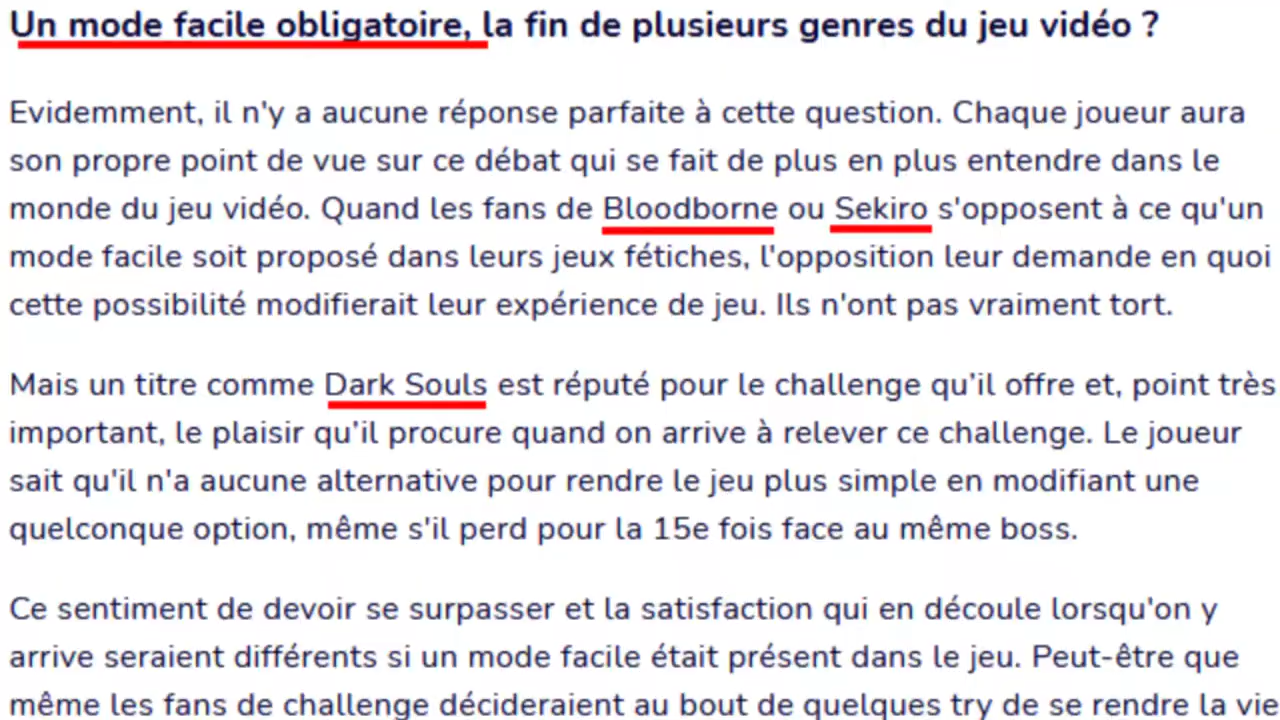 Un mode facile obligatoire, la fin de plusieurs genres du jeu vidéo ?
Evidemment, il n'y a aucune réponse parfaite à cette question. Chaque joueur aura
son propre point de vue sur ce débat qui se fait de plus en plus entendre dans le
monde du jeu vidéo. Quand les fans de Bloodborne ou Sekiro s'opposent à ce qu'un
mode facile soit proposé dans leurs jeux fétiches, l'opposition leur demande en quoi
cette possibilité modifierait leur expérience de jeu. Ils n'ont pas vraiment tort.
Mais un titre comme Dark Souls est réputé pour le challenge qu’il offre et, point très
important, le plaisir qu’il procure quand on arrive à relever ce challenge. Le joueur
sait qu'il n'a aucune alternative pour rendre le jeu plus simple en modifiant une
quelconque option, même s'il perd pour la 15e fois face au même boss.
Ce sentiment de devoir se surpasser et la satisfaction qui en découle lorsqu'on y
arrive seraient différents si un mode facile était présent dans le jeu. Peut-être que
même les fans de challenge décideraient au bout de quelques try de se rendre la vie